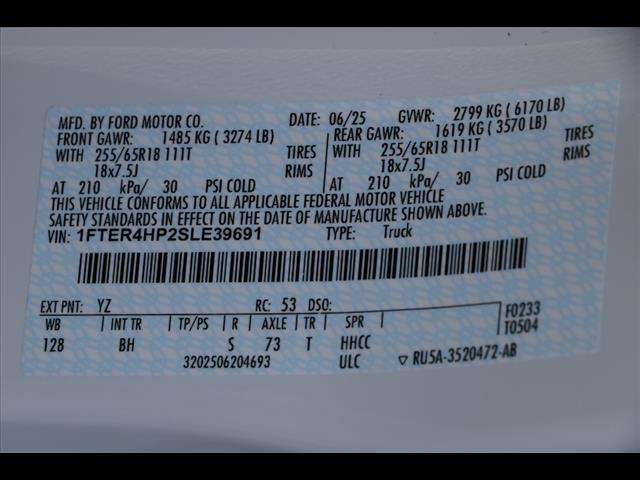 MFD. BY FORD MOTOR CO.
DATE: 06/25 GVWR: 2799 KG ( 6170 LB)
FRONT GAWR: 1485 KG ( 3274 LB)
REAR GAWR: 1619 KG ( 3570 LB)
WITH 255/65R18 111T TIRES
WITH 255/65R18 111T TIRES
18x7.5J RIMS
18x7.5J RIMS
AT 210 kPa/ 30 PSI COLD
AT 210 kPa/ 30 PSI COLD
THIS VEHICLE CONFORMS TO ALL APPLICABLE FEDERAL MOTOR VEHICLE
SAFETY STANDARDS IN EFFECT ON THE DATE OF MANUFACTURE SHOWN ABOVE.
VIN: 1FTER4HP2SLE39691 TYPE: Truck
EXT PNT: YZ RC: 53 DSO:
F0233
T0504
WB INT TR TP/PS R AXLE TR SPR
128 BH S 73 T HHCC
3202506204693 ULC ▽ RU5A-3520472-AB